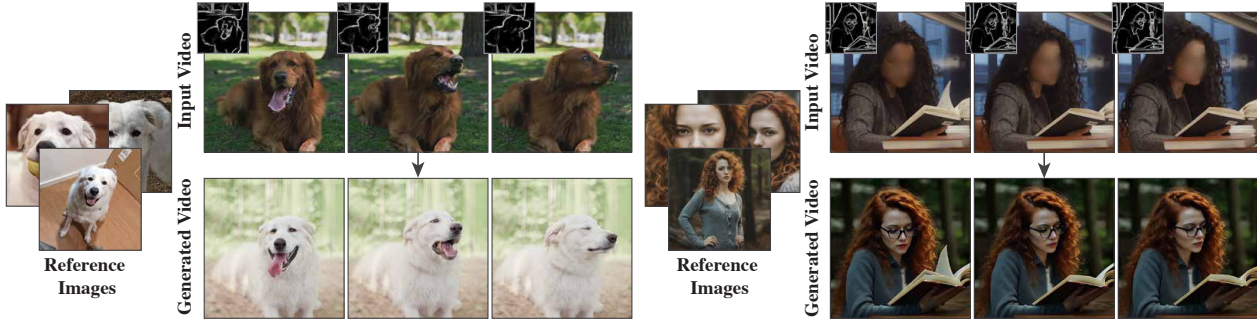 Input Video
Generated Video
Reference
Images
Input Video
Generated Video
Reference
Images